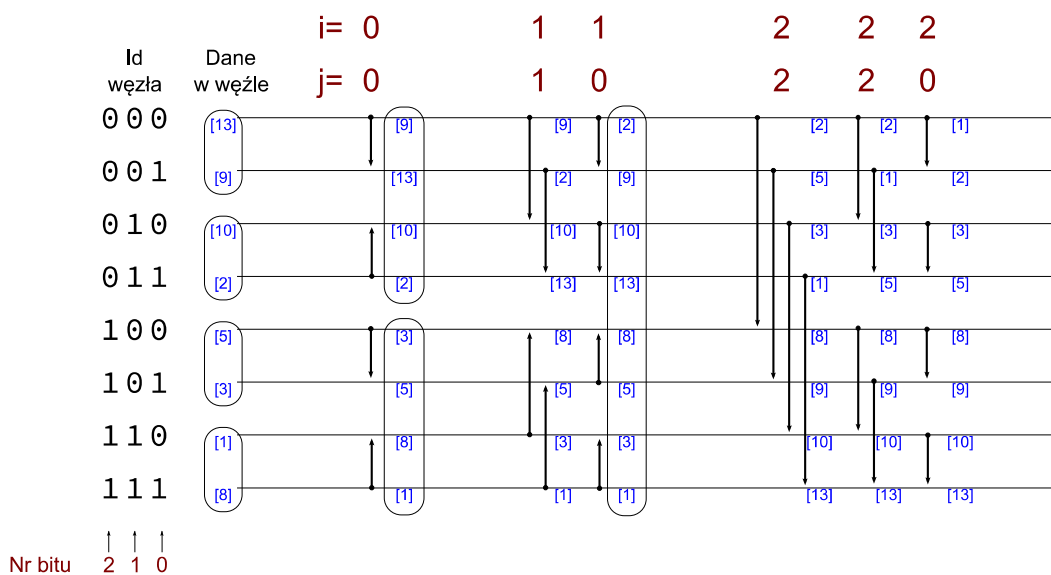 i= 0 1 1 2 2 2
Id węzła
Dane w węźle
j= 0 1 0 2 2 0
000 [13] [9] [9] [2] [2] [2] [1]
001 [9] [13] [2] [9] [5] [1] [2]
010 [10] [10] [10] [10] [3] [3] [3]
011 [2] [2] [13] [13] [1] [5] [5]
100 [5] [3] [8] [8] [8] [8] [8]
101 [3] [5] [5] [5] [9] [9] [9]
110 [1] [8] [3] [3] [10] [10] [10]
111 [8] [1] [1] [1] [13] [13] [13]
Nr bitu 2 1 0